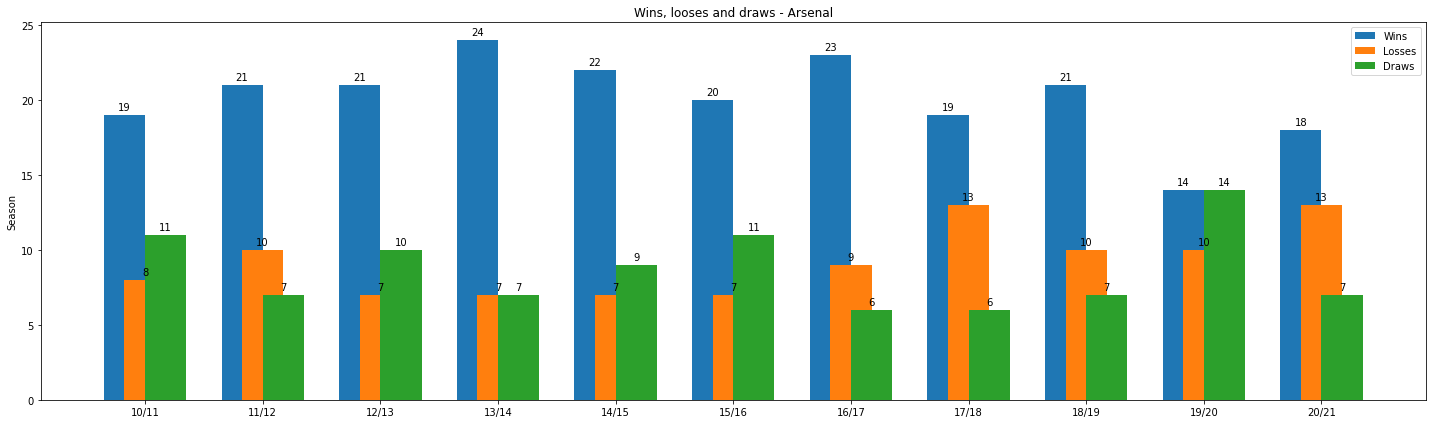 Wins, looses and draws - Arsenal
Season
25
20
15
10
5
0
Wins
Losses
Draws
19 8 11
21 10 7
21 7 10
24 7 7
22 7 9
20 7 11
23 9 6
19 13 6
21 10 7
14 10 14
18 13 7
10/11 11/12 12/13 13/14 14/15 15/16 16/17 17/18 18/19 19/20 20/21